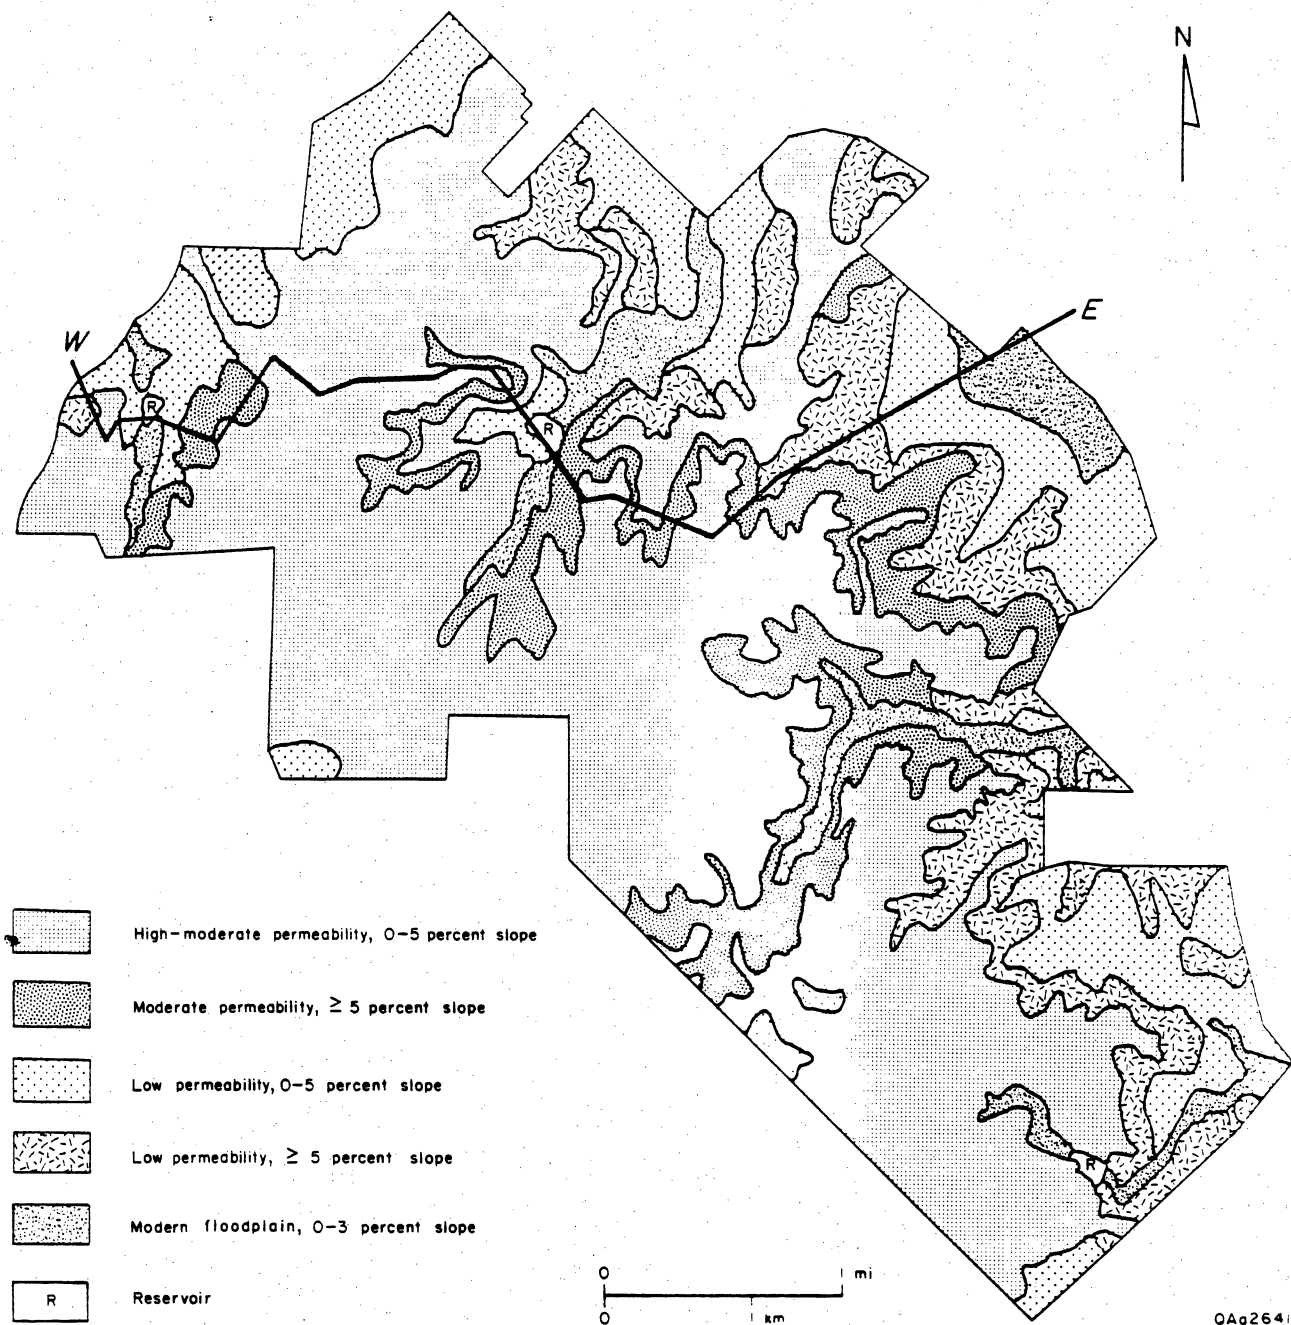 N
W
E
R
R
R
High-moderate permeability, 0-5 percent slope
Moderate permeability, ≥ 5 percent slope
Low permeability, 0-5 percent slope
Low permeability, ≥ 5 percent slope
Modern floodplain, 0-3 percent slope
R Reservoir
0 1 mi
0 1 km